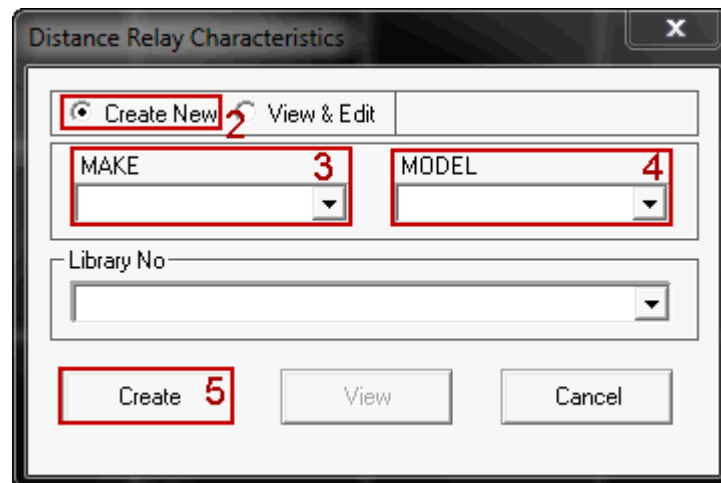 Distance Relay Characteristics x
Create New 2 View & Edit
MAKE 3 MODEL 4
Library No
Create 5 View Cancel